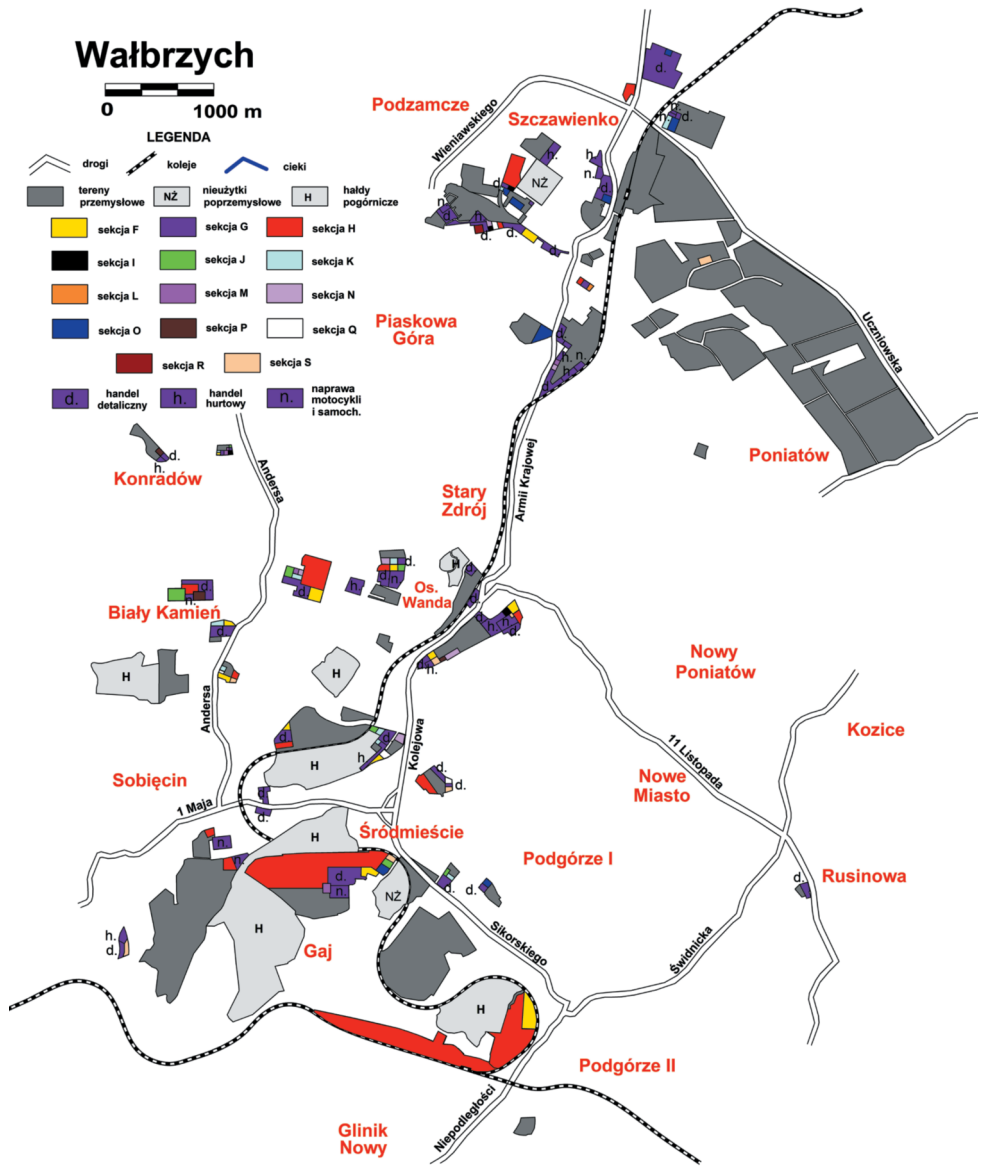 Wałbrzych
0 1000 m
LEGENDA
drogi koleje cieki
tereny przemysłowe
NŻ nieużytki poprzemysłowe
H hałdy pogórnicze
sekcja F sekcja G sekcja H
sekcja I sekcja J sekcja K
sekcja L sekcja M sekcja N
sekcja O sekcja P sekcja Q
sekcja R sekcja S
d. handel detaliczny
h. handel hurtowy
n. naprawa motocykli i samoch.
Podzamcze
Wieniawskiego
Szczawienko
d.
h.
d.
n.
h.
h.
n.
NŻ
d.
d.
n.
d.
h.
d.
d.
d.
Piaskowa
Góra
Uczniowska
d.
h.
n.
h.
d.
Armii Krajowej
Poniatów
d.
h.
Konradów
Andersa
Stary
Zdrój
H
d.
d.
d.
n.
h.
d.
Os.
Wanda
d.
n.
Biały Kamień
d.
d.
h.
h.
d.
d.
n.
H
H
Andersa
Nowy
Poniatów
Kozice
Kolejowa
11 Listopada
d.
d.
h.
H
Sobięcin
Nowe
Miasto
d.
d.
1 Maja
d.
d.
H
Śródmieście
n.
n.
d.
n.
NŻ
d.
d.
Podgórze I
Rusinowa
d.
H
Gaj
h.
d.
Sikorskiego
Świdnicka
H
Podgórze II
Niepodległości
Glinik
Nowy